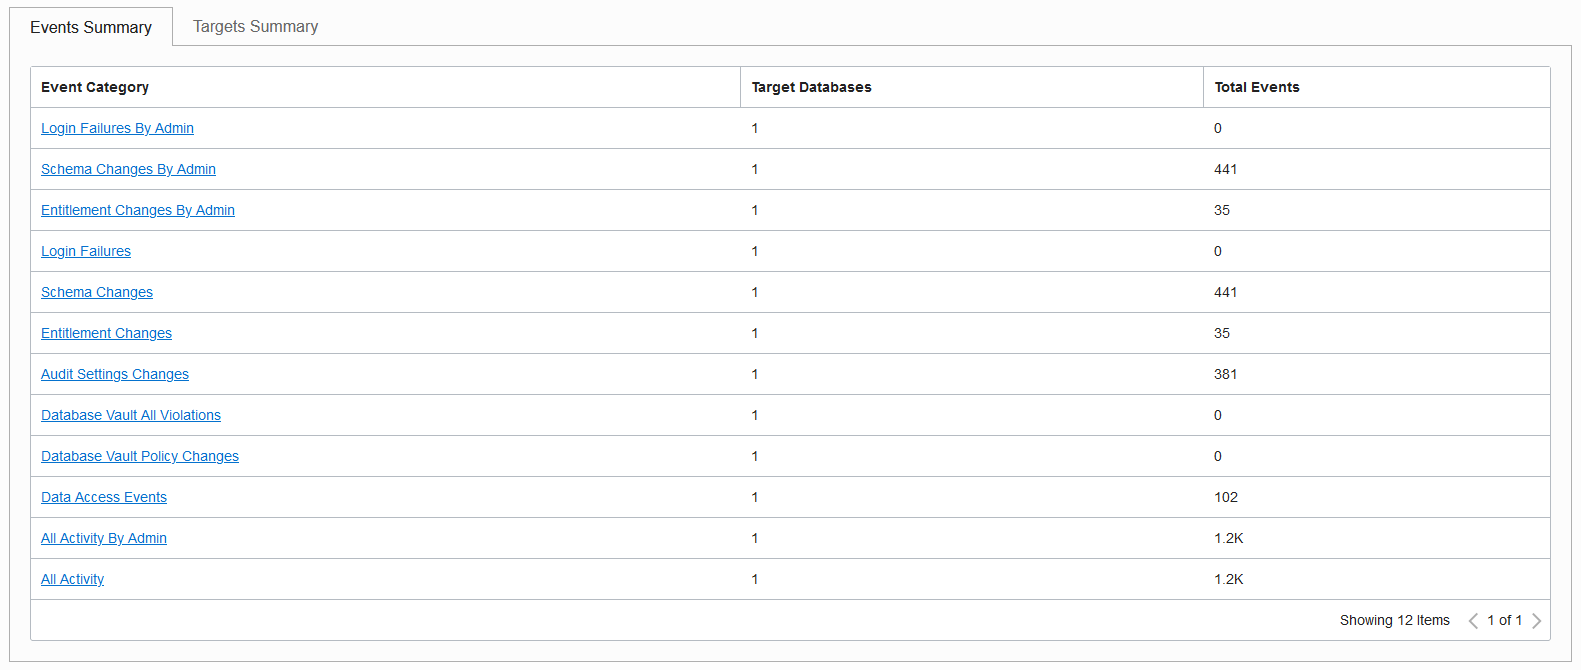 Events Summary Targets Summary
Event Category Target Databases Total Events
Login Failures By Admin 1 0
Schema Changes By Admin 1 441
Entitlement Changes By Admin 1 35
Login Failures 1 0
Schema Changes 1 441
Entitlement Changes 1 35
Audit Settings Changes 1 381
Database Vault All Violations 1 0
Database Vault Policy Changes 1 0
Data Access Events 1 102
All Activity By Admin 1 1.2K
All Activity 1 1.2K
Showing 12 Items 1 of 1